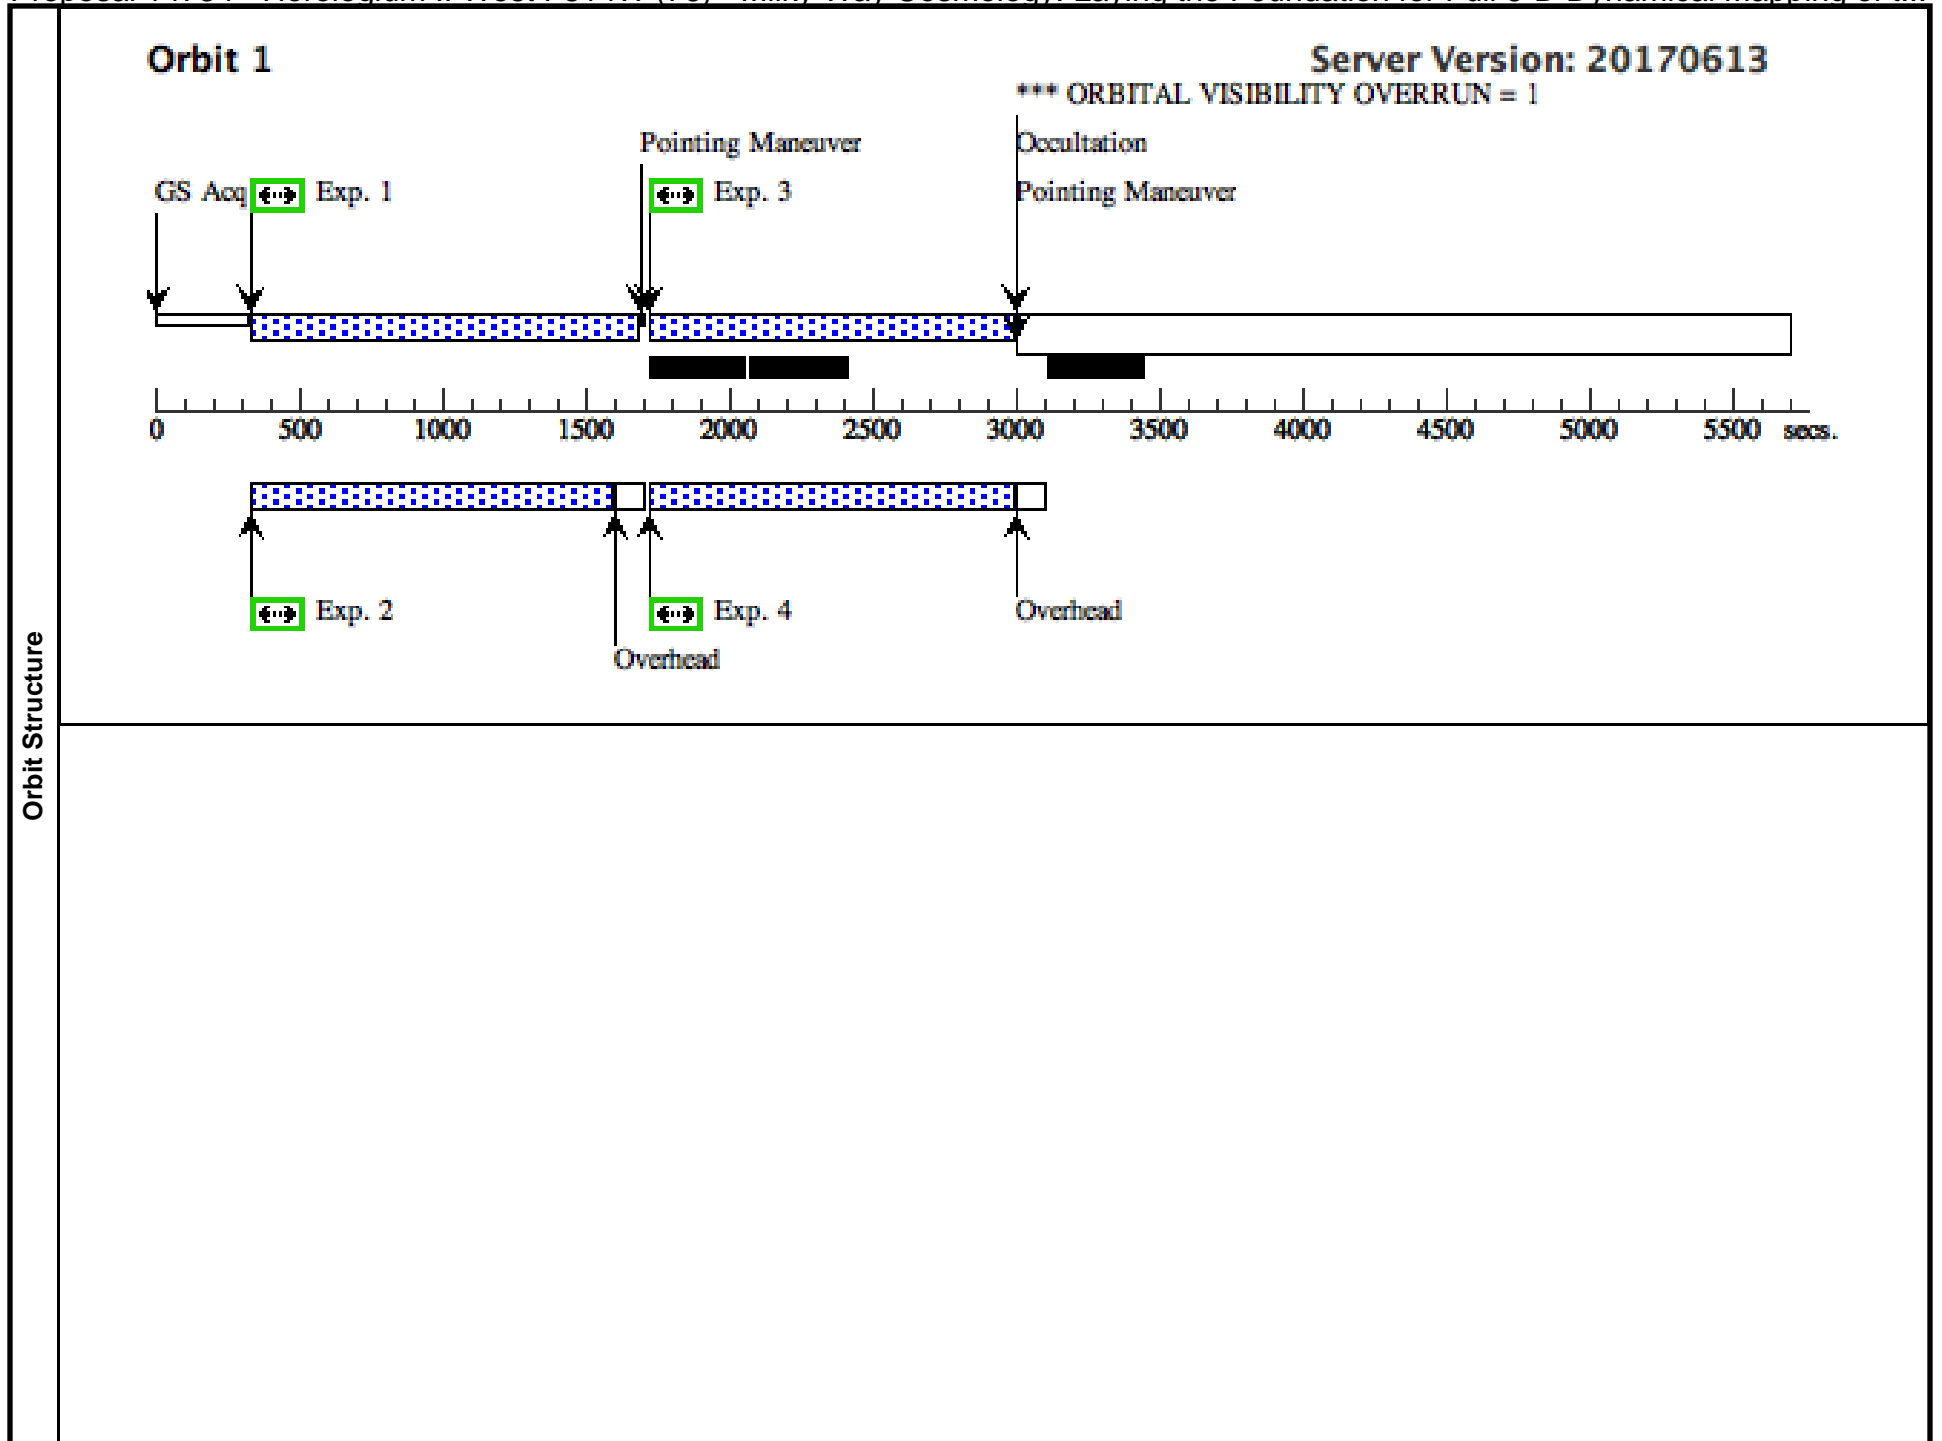 Orbit 1
Server Version: 20170613
*** ORBITAL VISIBILITY OVERRUN = 1
Pointing Maneuver
Occultation
GS Acq
Exp. 1
Exp. 3
Pointing Maneuver
0 500 1000 1500 2000 2500 3000 3500 4000 4500 5000 5500 secs.
Exp. 2
Exp. 4
Overhead
Overhead
Orbit Structure